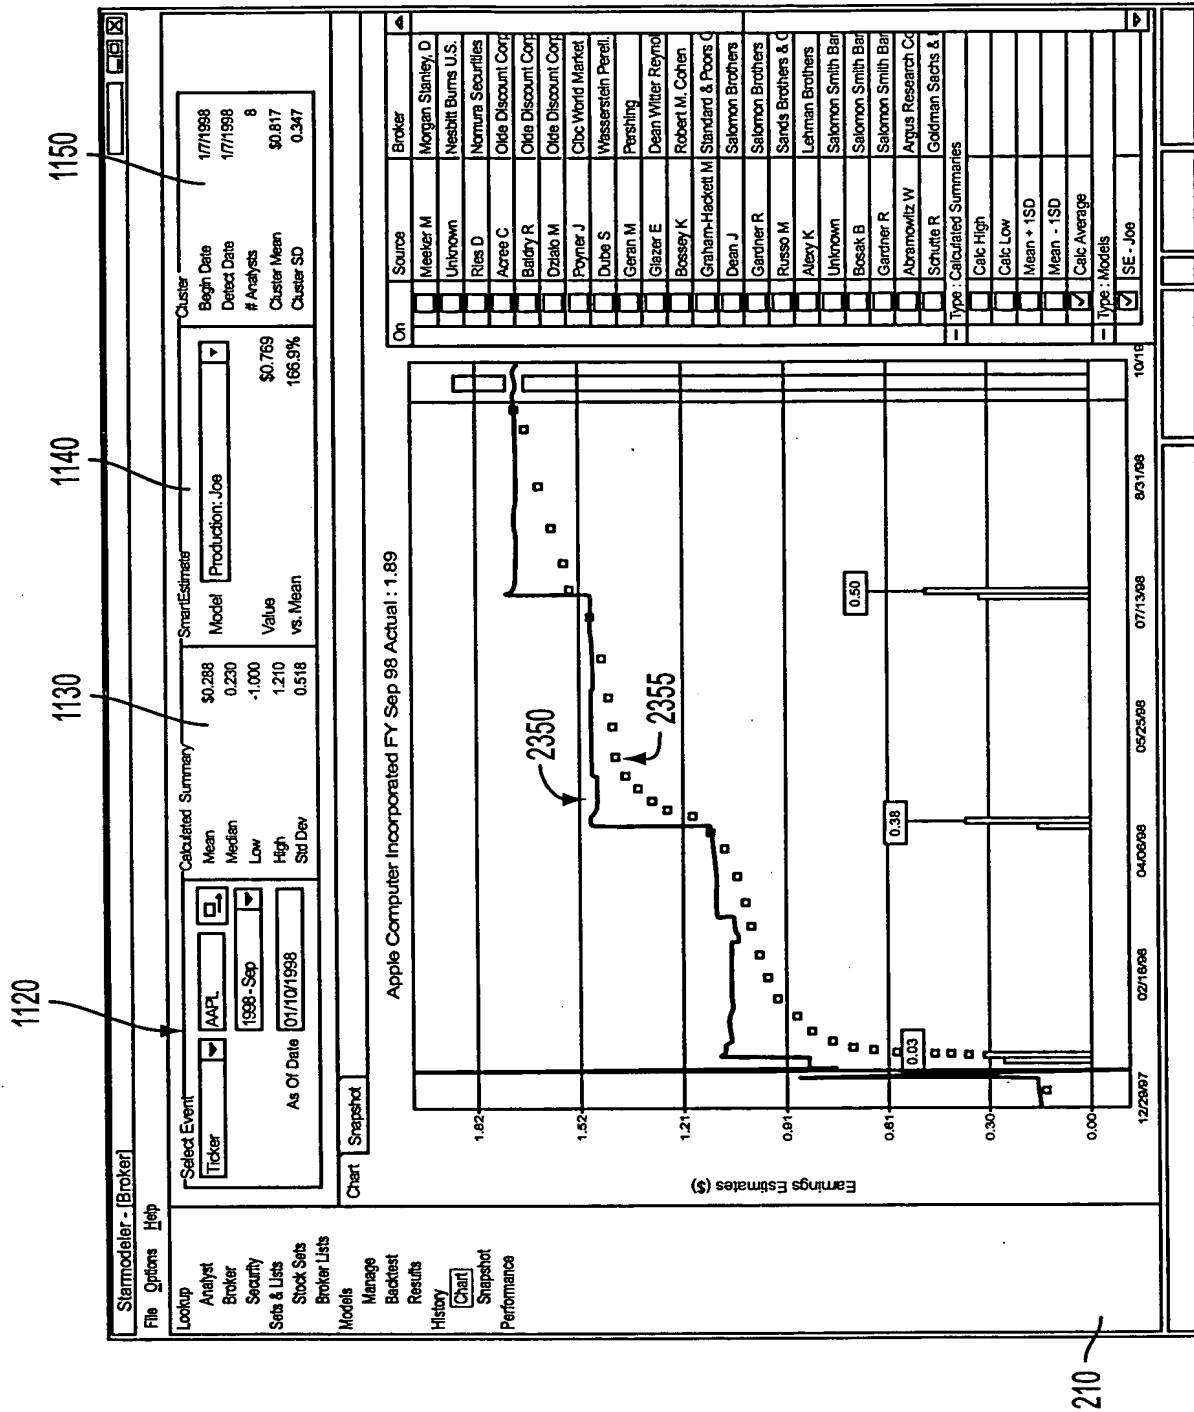 1120
1130
1140
1150
Starmodeler - [Broker]
File Options Help
Lookup
Analyst
Broker
Security
Sets & Lists
Stock Sets
Broker Lists
Models
Manage
Backtest
Results
History
Chart
Snapshot
Performance
210
Select Event
Ticker AAPL
1998 - Sep
As Of Date 01/10/1998
Calculated Summary
Mean $0.288
Median 0.230
Low -1.000
High 1.210
Std Dev 0.518
SmartEstimate
Model Production: Joe
Value $0.769
vs. Mean 166.9%
Cluster
Begin Date 1/7/1998
Detect Date 1/7/1998
# Analysts 8
Cluster Mean $0.817
Cluster SD 0.347
Chart Snapshot
Apple Computer Incorporated FY Sep 98 Actual : 1.89
Earnings Estimates ($)
1.82
1.52
1.21
0.91
0.61
0.30
0.00
2350
2355
0.03
0.38
0.50
12/29/97 02/16/98 04/06/98 05/25/98 07/13/98 8/31/98 10/19
On Source Broker
Meeker M Morgan Stanley, D
Unknown Nesbitt Burns U.S.
Ries D Nomura Securities
Acree C Olde Discount Corp
Baldry R Olde Discount Corp
Dzialo M Olde Discount Corp
Poyner J Cibc World Market
Dube S Wasserstein Perell.
Geran M Pershing
Glazer E Dean Witter Reynol
Bossey K Robert M. Cohen
Graham-Hackett M Standard & Poors C
Dean J Salomon Brothers
Gardner R Salomon Brothers
Russo M Sands Brothers & C
Alexy K Lehman Brothers
Unknown Salomon Smith Bar
Bosak B Salomon Smith Bar
Gardner R Salomon Smith Bar
Abramowitz W Argus Research Co
Schuttle R Goldman Sachs &
– Type : Calculated Summaries
Calc High
Calc Low
Mean + 1SD
Mean - 1SD
Calc Average
– Type : Models
SE - Joe